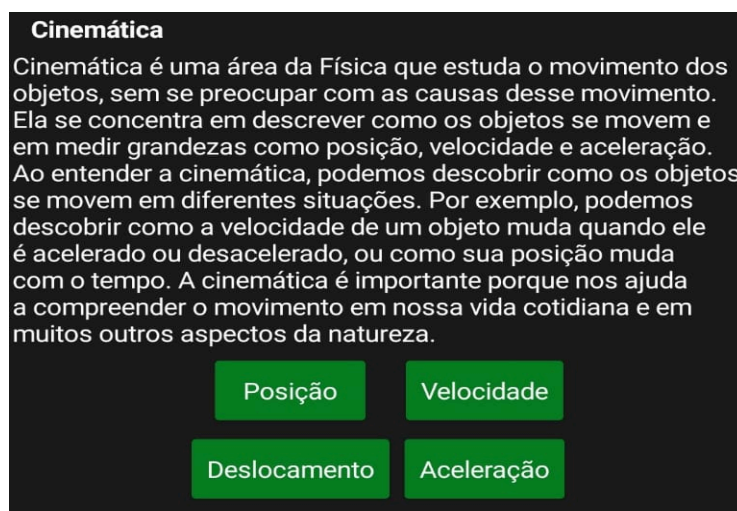 Cinemática
Cinemática é uma área da Física que estuda o movimento dos
objetos, sem se preocupar com as causas desse movimento.
Ela se concentra em descrever como os objetos se movem e
em medir grandezas como posição, velocidade e aceleração.
Ao entender a cinemática, podemos descobrir como os objetos
se movem em diferentes situações. Por exemplo, podemos
descobrir como a velocidade de um objeto muda quando ele
é acelerado ou desacelerado, ou como sua posição muda
com o tempo. A cinemática é importante porque nos ajuda
a compreender o movimento em nossa vida cotidiana e em
muitos outros aspectos da natureza.
Posição
Velocidade
Deslocamento
Aceleração